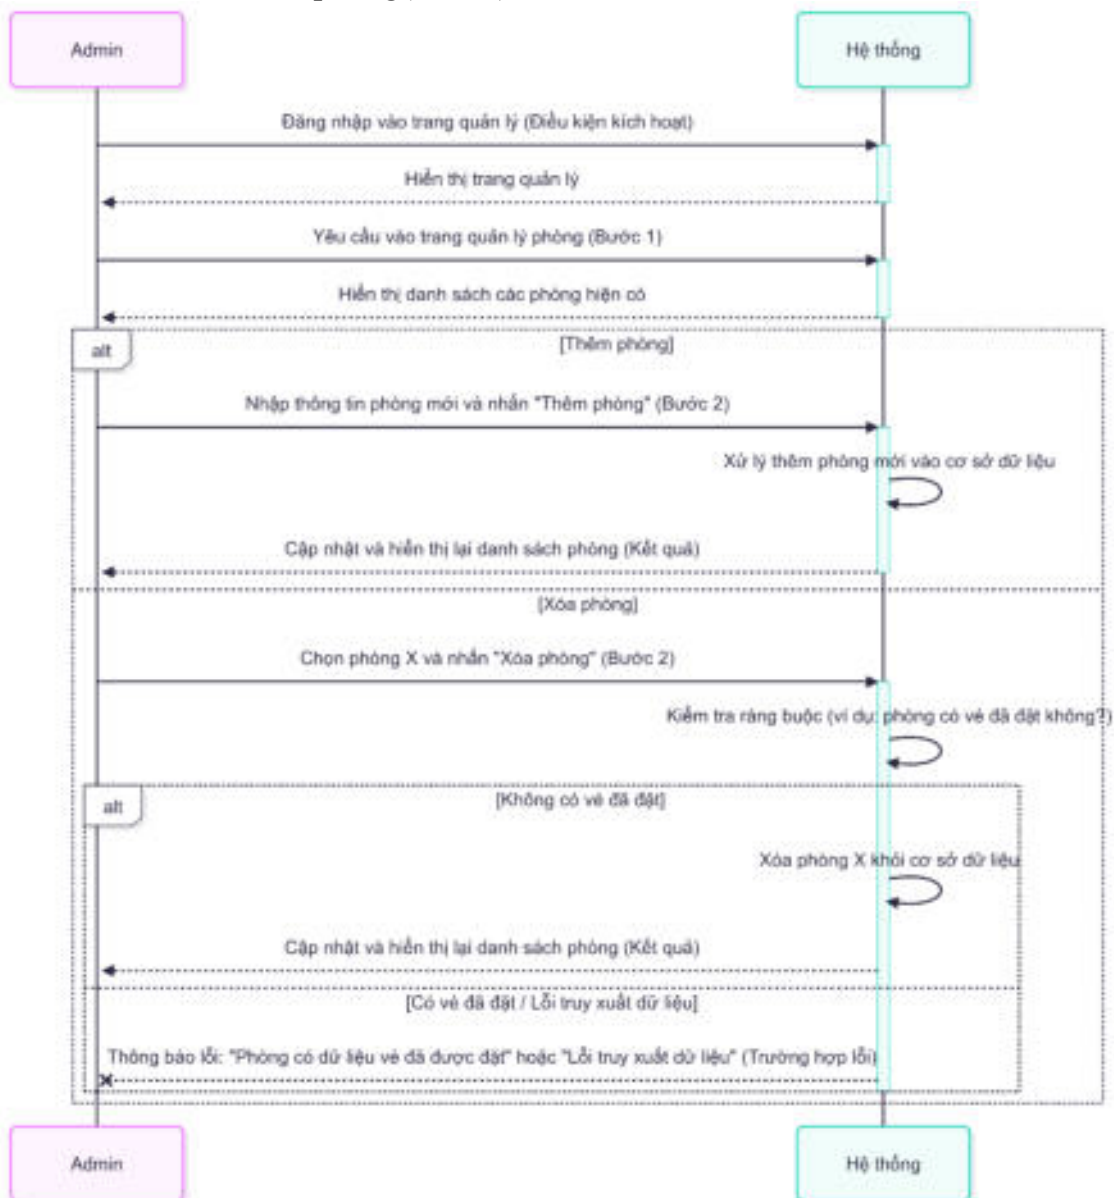 Admin
Hệ thống
Đăng nhập vào trang quản lý (Điều kiện kích hoạt)
Hiển thị trang quản lý
Yêu cầu vào trang quản lý phòng (Bước 1)
Hiển thị danh sách các phòng hiện có
alt
[Thêm phòng]
Nhập thông tin phòng mới và nhấn "Thêm phòng" (Bước 2)
Xử lý thêm phòng mới vào cơ sở dữ liệu
Cập nhật và hiển thị lại danh sách phòng (Kết quả)
[Xóa phòng]
Chọn phòng X và nhấn "Xóa phòng" (Bước 2)
Kiểm tra ràng buộc (ví dụ: phòng có vé đã đặt không?)
alt
[Không có vé đã đặt]
Xóa phòng X khỏi cơ sở dữ liệu
Cập nhật và hiển thị lại danh sách phòng (Kết quả)
[Có vé đã đặt / Lỗi truy xuất dữ liệu]
Thông báo lỗi: "Phòng có dữ liệu vé đã được đặt" hoặc "Lỗi truy xuất dữ liệu" (Trường hợp lỗi)
Admin
Hệ thống